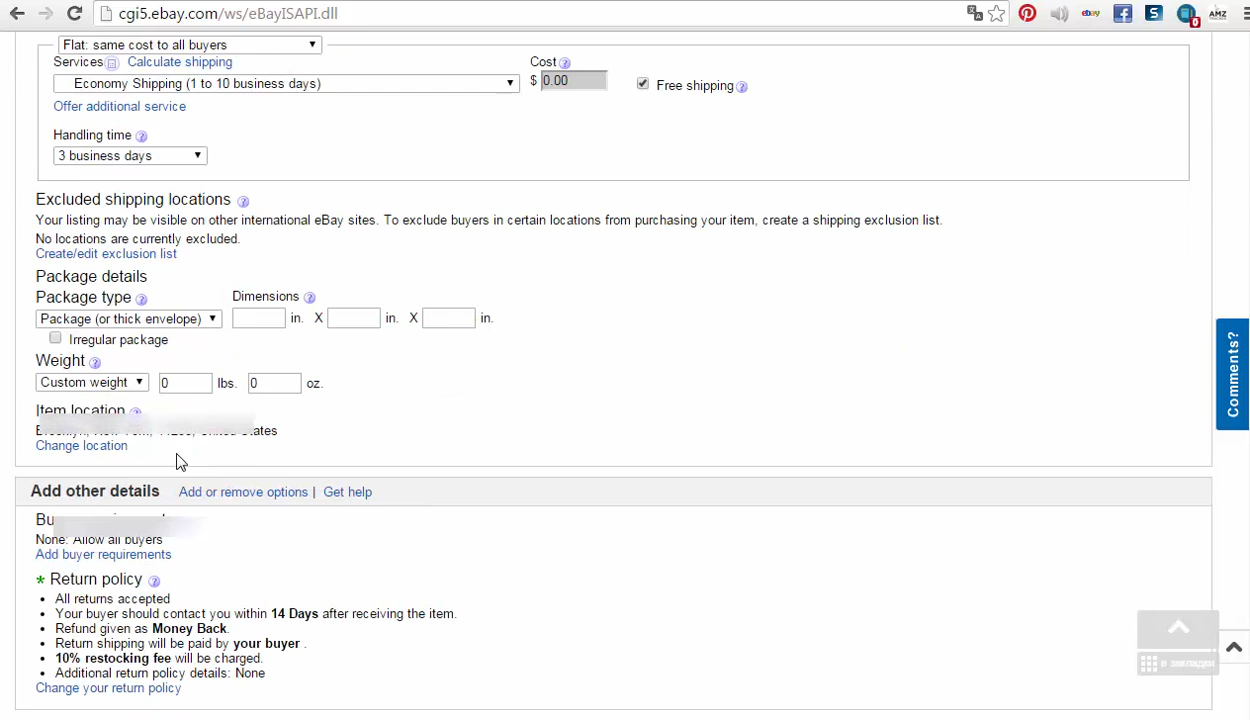 cgi5.ebay.com/ws/eBayISAPI.dll
Flat: same cost to all buyers
Services Calculate shipping Cost
Economy Shipping (1 to 10 business days) $ 0.00 Free shipping
Offer additional service
Handling time
3 business days
Excluded shipping locations
Your listing may be visible on other international eBay sites. To exclude buyers in certain locations from purchasing your item, create a shipping exclusion list.
No locations are currently excluded.
Create/edit exclusion list
Package details
Package type Dimensions
Package (or thick envelope) in. X in. X in.
Irregular package
Weight
Custom weight 0 lbs. 0 oz.
Item location
United States
Change location
Comments?
Add other details Add or remove options | Get help
None: Allow all buyers
Add buyer requirements
* Return policy
• All returns accepted
• Your buyer should contact you within 14 Days after receiving the item.
• Refund given as Money Back.
• Return shipping will be paid by your buyer .
• 10% restocking fee will be charged.
• Additional return policy details: None
Change your return policy
в закладки
ebay
AMZ
0